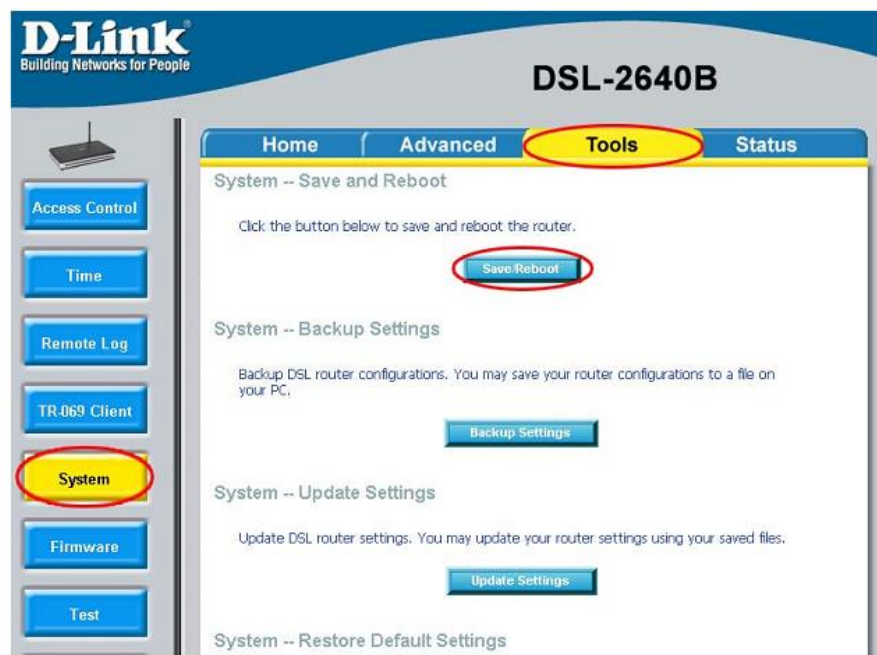 D-Link
Building Networks for People
DSL-2640B
Home
Advanced
Tools
Status
Access Control
Time
Remote Log
TR-069 Client
System
Firmware
Test
System -- Save and Reboot
Click the button below to save and reboot the router.
Save/Reboot
System -- Backup Settings
Backup DSL router configurations. You may save your router configurations to a file on
your PC.
Backup Settings
System -- Update Settings
Update DSL router settings. You may update your router settings using your saved files.
Update Settings
System -- Restore Default Settings